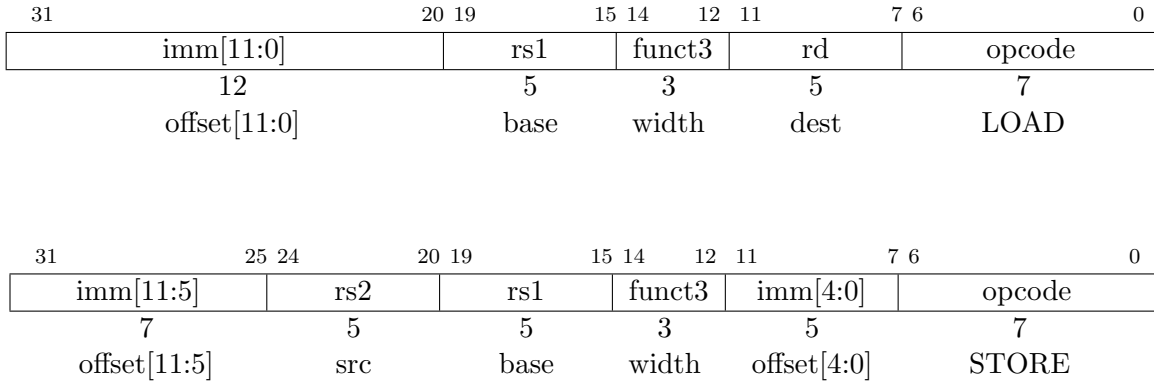 31 20 19 15 14 12 11 7 6 0
imm[11:0] rs1 funct3 rd opcode
12 5 3 5 7
offset[11:0] base width dest LOAD
31 25 24 20 19 15 14 12 11 7 6 0
imm[11:5] rs2 rs1 funct3 imm[4:0] opcode
7 5 5 3 5 7
offset[11:5] src base width offset[4:0] STORE